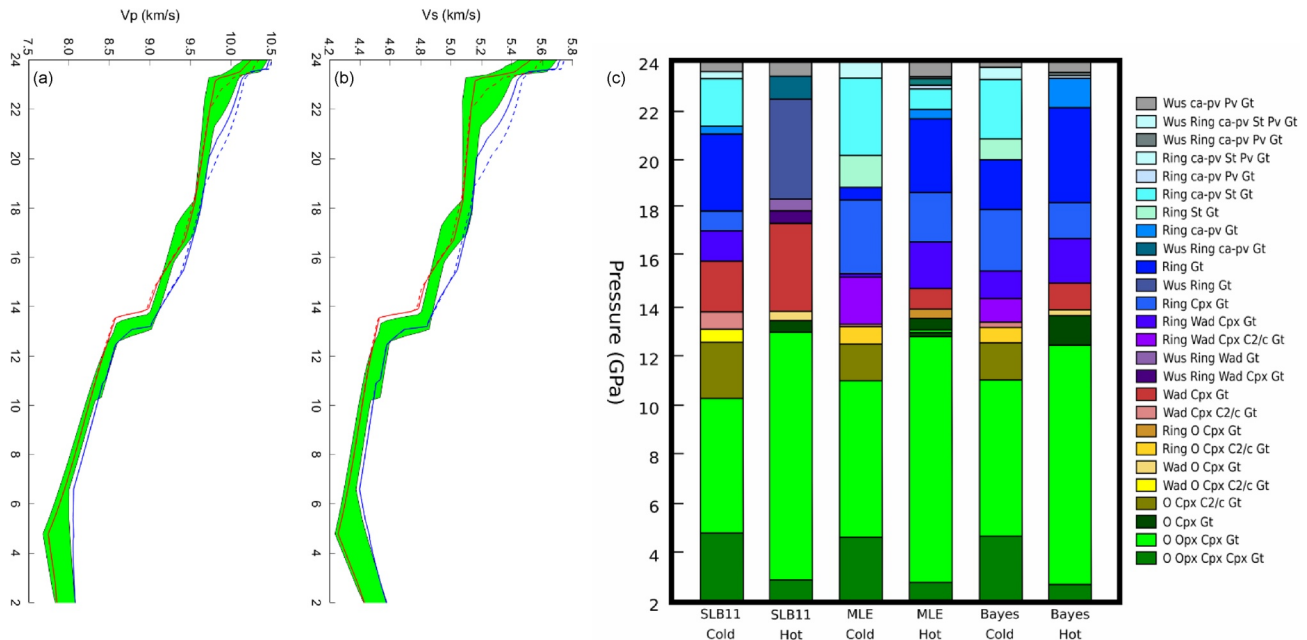 Vp (km/s)
7.5 8.0 8.5 9.0 9.5 10.0 10.5
(a)
24
22
20
18
16
14
12
10
8
6
4
2
Vs (km/s)
4.2 4.4 4.6 4.8 5.0 5.2 5.4 5.6 5.8
(b)
24
22
20
18
16
14
12
10
8
6
4
2
(c)
Pressure (GPa)
24
22
20
18
16
14
12
10
8
6
4
2
SLB11 SLB11 MLE MLE Bayes Bayes
Cold Hot Cold Hot Cold Hot
Wus ca-pv Pv Gt
Wus Ring ca-pv St Pv Gt
Wus Ring ca-pv Pv Gt
Ring ca-pv St Pv Gt
Ring ca-pv Pv Gt
Ring ca-pv St Gt
Ring St Gt
Ring ca-pv Gt
Wus Ring ca-pv Gt
Ring Gt
Wus Ring Gt
Ring Cpx Gt
Ring Wad Cpx Gt
Ring Wad Cpx C2/c Gt
Wus Ring Wad Gt
Wus Ring Wad Cpx Gt
Wad Cpx Gt
Wad Cpx C2/c Gt
Ring O Cpx Gt
Ring O Cpx C2/c Gt
Wad O Cpx Gt
Wad O Cpx C2/c Gt
O Cpx C2/c Gt
O Cpx Gt
O Opx Cpx Gt
O Opx Cpx Cpx Gt